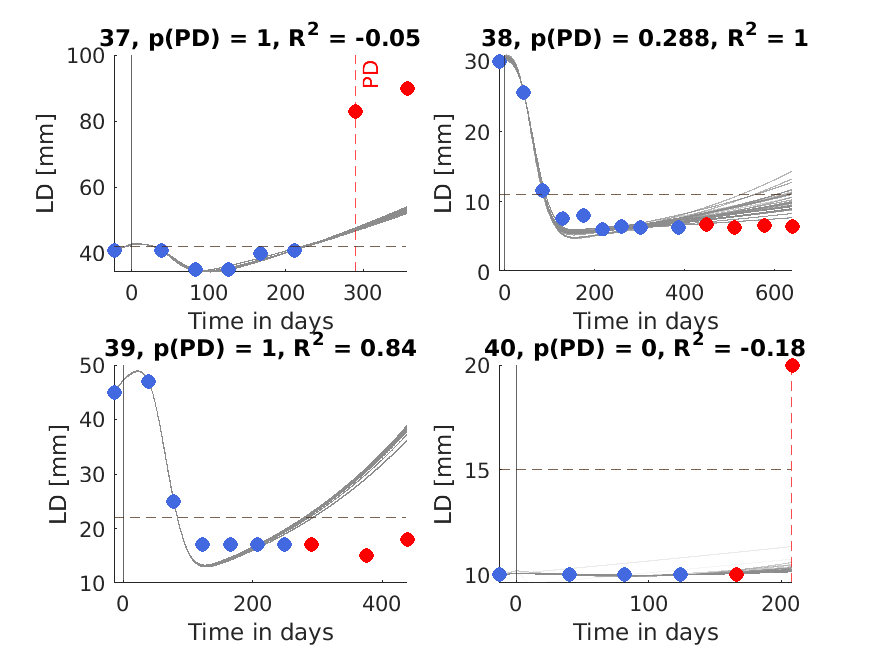 37, p(PD) = 1, R² = -0.05
100
80
60
40
LD [mm]
PD
0
100
200
300
Time in days
38, p(PD) = 0.288, R² = 1
30
20
10
0
LD [mm]
0
200
400
600
Time in days
39, p(PD) = 1, R² = 0.84
50
40
30
20
10
LD [mm]
0
200
400
Time in days
40, p(PD) = 0, R² = -0.18
20
15
10
LD [mm]
0
100
200
Time in days